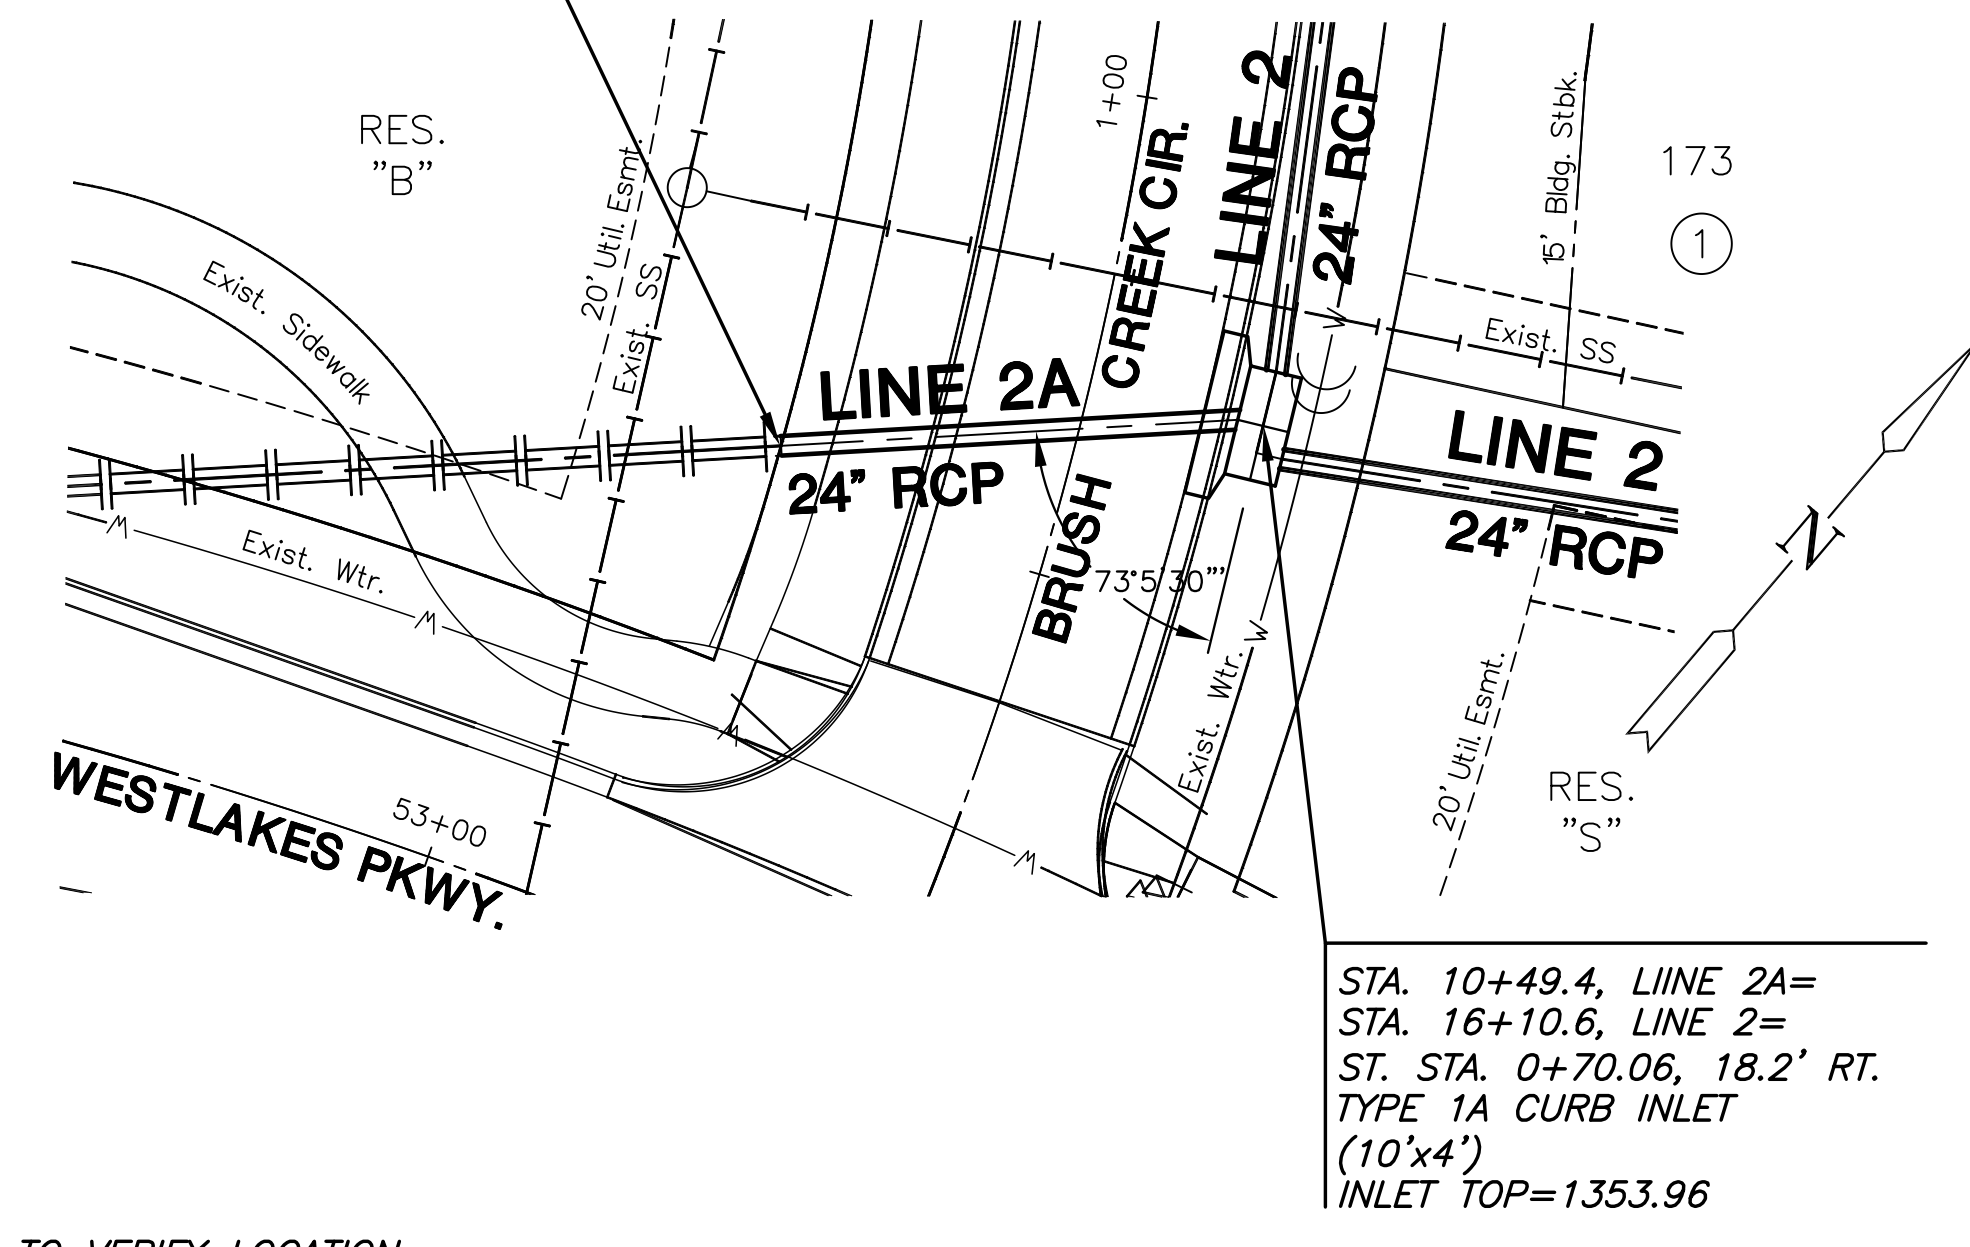 RES.
"B"
20' Util. Esmt.
Exist. SS
Exist. Sidewalk
1+00
BRUSH CREEK CIR.
LINE 2
24" RCP
15' Bldg. Stbk.
173
1
W
Exist. SS
LINE 2A
24" RCP
LINE 2
24" RCP
N
W
Exist. Wtr.
W
73°5'30""
W
Exist. Wtr.
20' Util. Esmt.
W
RES.
"S"
WESTLAKES PKWY.
53+00
W
STA. 10+49.4, LIINE 2A=
STA. 16+10.6, LINE 2=
ST. STA. 0+70.06, 18.2' RT.
TYPE 1A CURB INLET
(10'x4')
INLET TOP=1353.96
TO VERIFY LOCATION